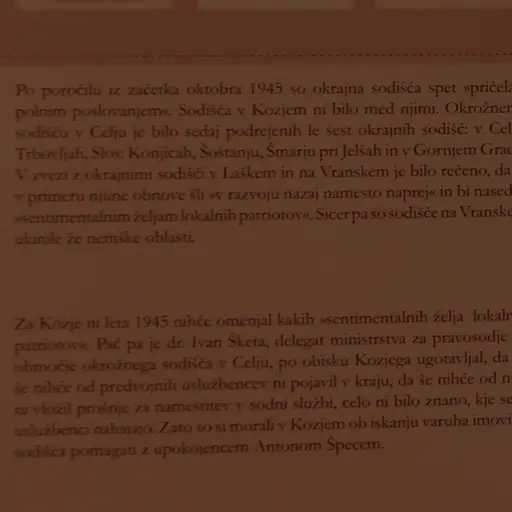 Po poročilu iz začetka oktobra 1945 so okrajna sodišča spet »pričela
polnim poslovanjem«. Sodišča v Kozjem ni bilo med njimi. Okrožnem
sodišču v Celju je bilo sedaj podrejenih le šest okrajnih sodišč: v Cel
Trbovljah, Slov. Konjicah, Šoštanju, Šmarju pri Jelšah in v Gornjem Grad
V zvezi z okrajnimi sodišči v Laškem in na Vranskem je bilo rečeno, da
v primeru njune obnove šli »v razvoju nazaj namesto naprej« in bi nased
»sentimentalnim željam lokalnih patriotov«. Sicer pa so sodišče na Vranske
ukinile že nemške oblasti.
Za Kozje ni leta 1945 nihče omenjal kakih »sentimentalnih želja lokaln
patriotov«. Pač pa je dr. Ivan Šketa, delegat ministrstva za pravosodje
območje okrožnega sodišča v Celju, po obisku Kozjega ugotavljal, da
še nihče od predvojnih uslužbencev ni pojavil v kraju, da še nihče od n
ni vložil prošnje za namestitev v sodni službi, celo ni bilo znano, kje se
uslužbenci nahajajo. Zato so si morali v Kozjem ob iskanju varuha imovi
sodišča pomagati z upokojencem Antonom Špecem.